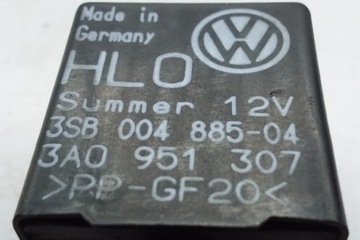 Made in
Germany
HLO
Summer 12V
3SB 004 885-04
3A0 951 307
>PP-GF20<